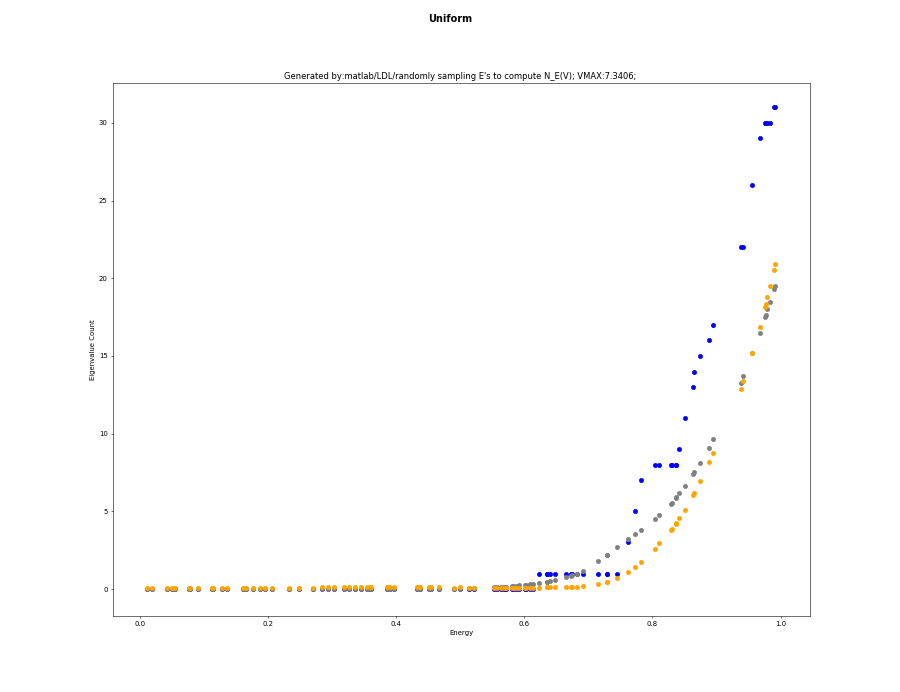 Uniform
Generated by:matlab/LDL/randomly sampling E's to compute N_E(V); VMAX:7.3406;
30
25
20
15
10
5
0
Eigenvalue Count
0.0 0.2 0.4 0.6 0.8 1.0
Energy